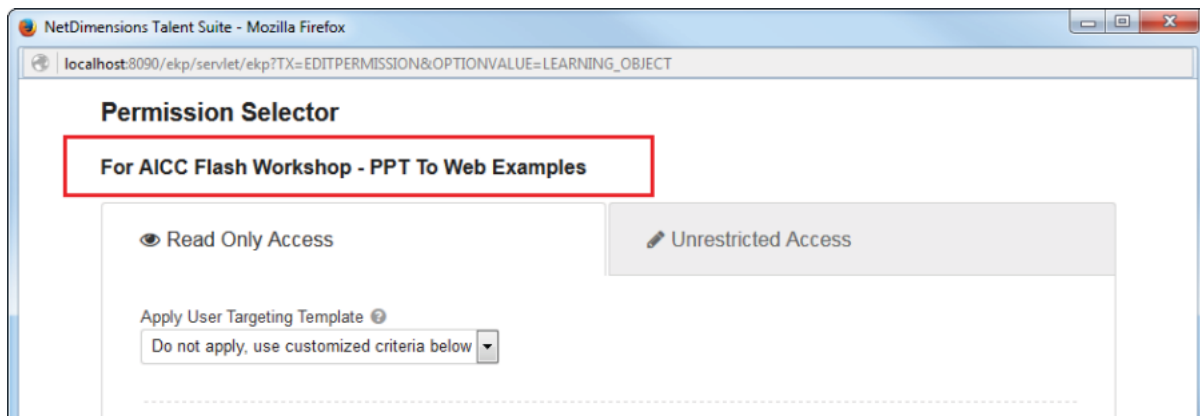 NetDimensions Talent Suite - Mozilla Firefox
localhost:8090/ekp/servlet/ekp?TX=EDITPERMISSION&OPTIONVALUE=LEARNING_OBJECT
Permission Selector
For AICC Flash Workshop - PPT To Web Examples
Read Only Access
Unrestricted Access
Apply User Targeting Template
Do not apply, use customized criteria below